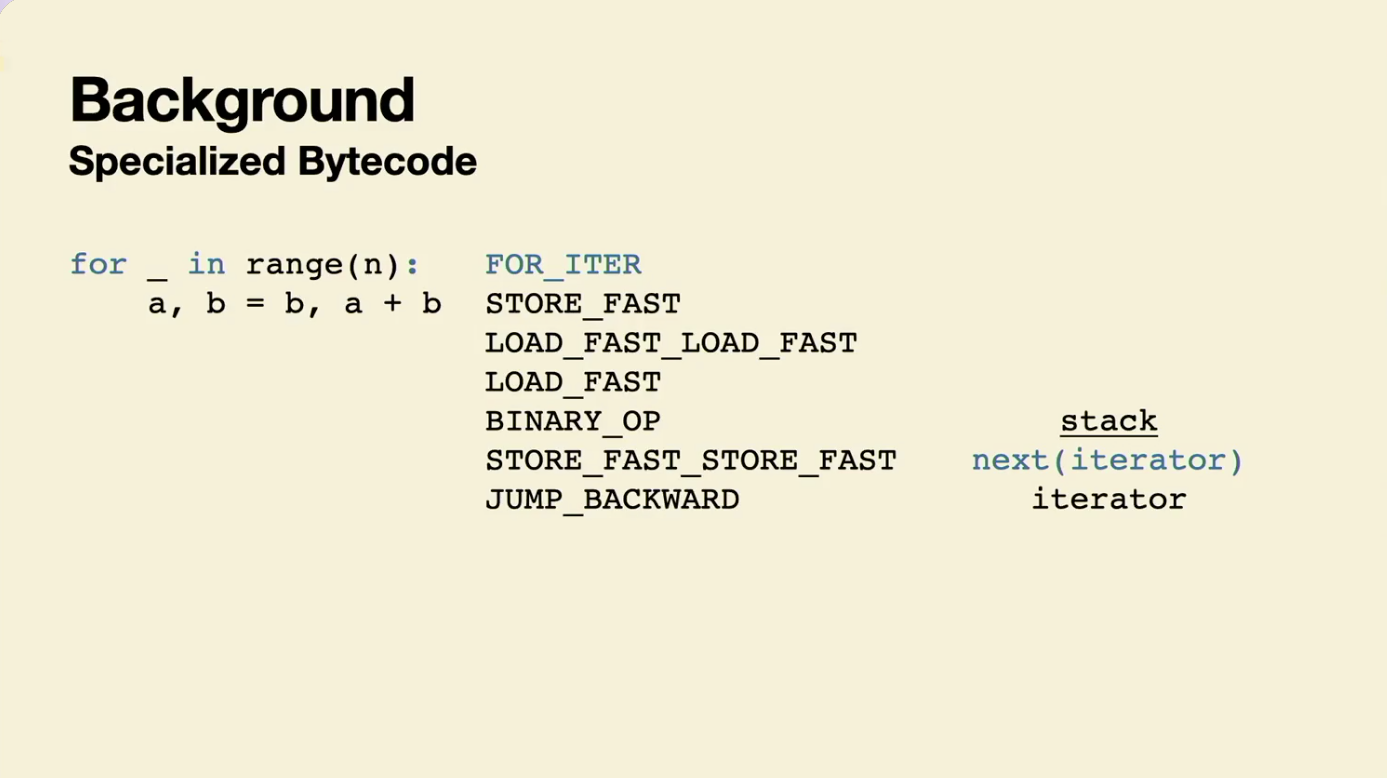 Background
Specialized Bytecode
for _ in range(n):
    a, b = b, a + b
FOR_ITER
STORE_FAST
LOAD_FAST_LOAD_FAST
LOAD_FAST
BINARY_OP
STORE_FAST_STORE_FAST
JUMP_BACKWARD
stack
next(iterator)
iterator